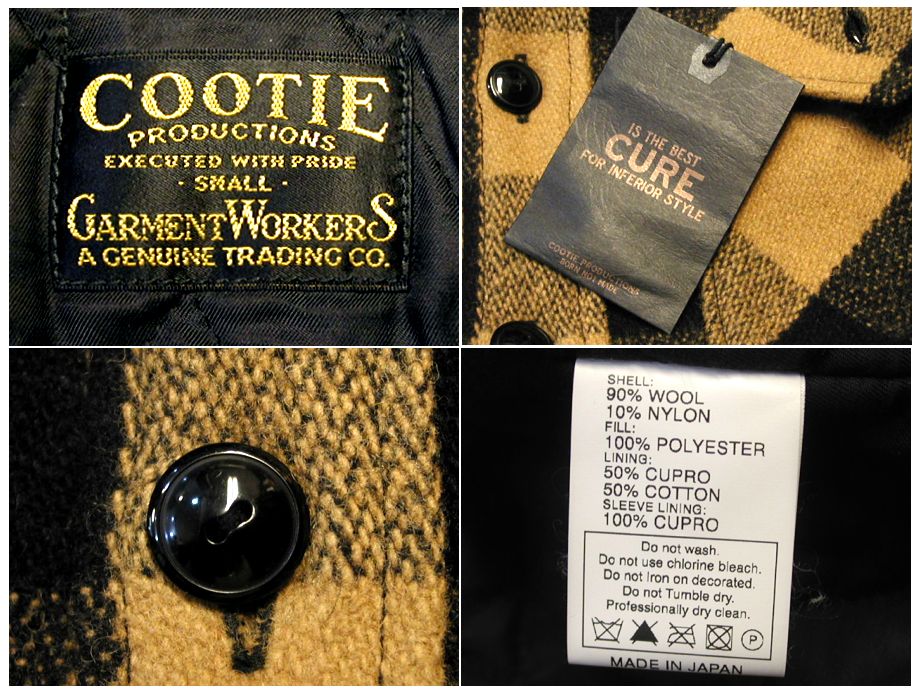 COOTIE
PRODUCTIONS
EXECUTED WITH PRIDE
· SMALL ·
GARMENTWORKERS
A GENUINE TRADING CO.
IS THE BEST
CURE
FOR INFERIOR STYLE
COOTIE PRODUCTIONS
BORN NOT MADE
SHELL:
90% WOOL
10% NYLON
FILL:
100% POLYESTER
LINING:
50% CUPRO
50% COTTON
SLEEVE LINING:
100% CUPRO
Do not wash.
Do not use chlorine bleach.
Do not Iron on decorated.
Do not Tumble dry.
Professionally dry clean.
P
MADE IN JAPAN